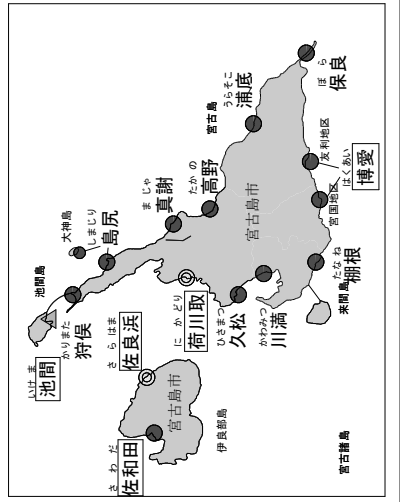 池間島
いけま
池間
かりまた
狩俣
大神島
しまじり
島尻
さらはま
佐良浜
さわだ
佐和田
まじゃ
真謝
にかどり
荷川取
たかの
高野
宮古島市
宮古島
うらそこ
浦底
伊良部島
ひさまつ
久松
宮古島市
かわみつ
川満
ぼら
保良
友利地区
宮国地区
はくあい
博愛
たなね
棚根
来間島
宮古諸島